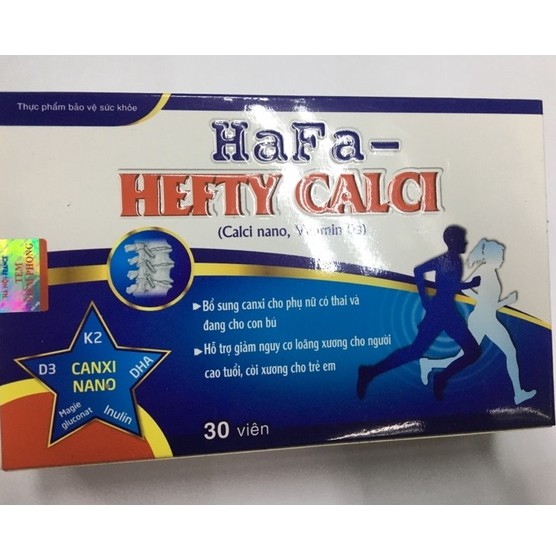 Thực phẩm bảo vệ sức khỏe
HaFa-
HEFTY CALCI
(Calci nano, Vitamin D3)
TEM
CHỐNG
▸Bổ sung canxi cho phụ nữ có thai và
đang cho con bú
▸Hỗ trợ giảm nguy cơ loãng xương cho người
cao tuổi, còi xương cho trẻ em
K2
D3
CANXI
NANO
DHA
Magie
gluconat
Inulin
30 viên